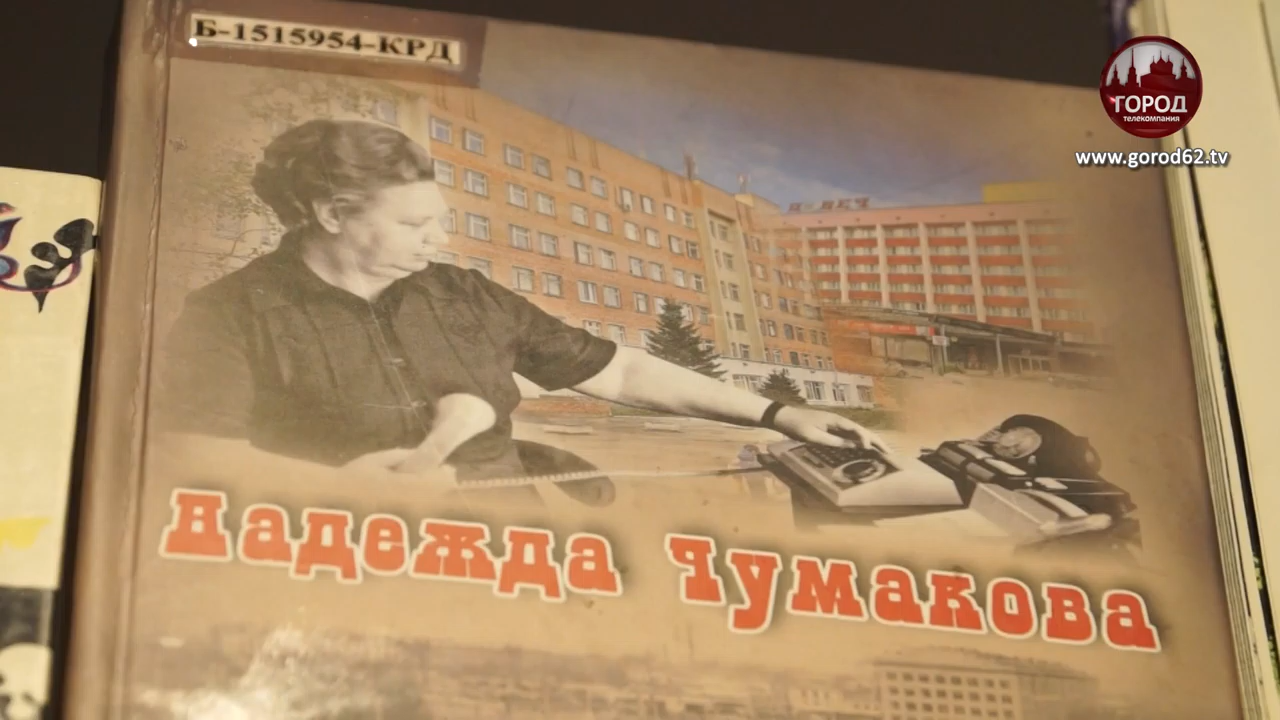 Б-1515954-КРД
ГОРОД
телекомпания
www.gorod62.tv
НАДЕЖДА ЧУМАКОВА